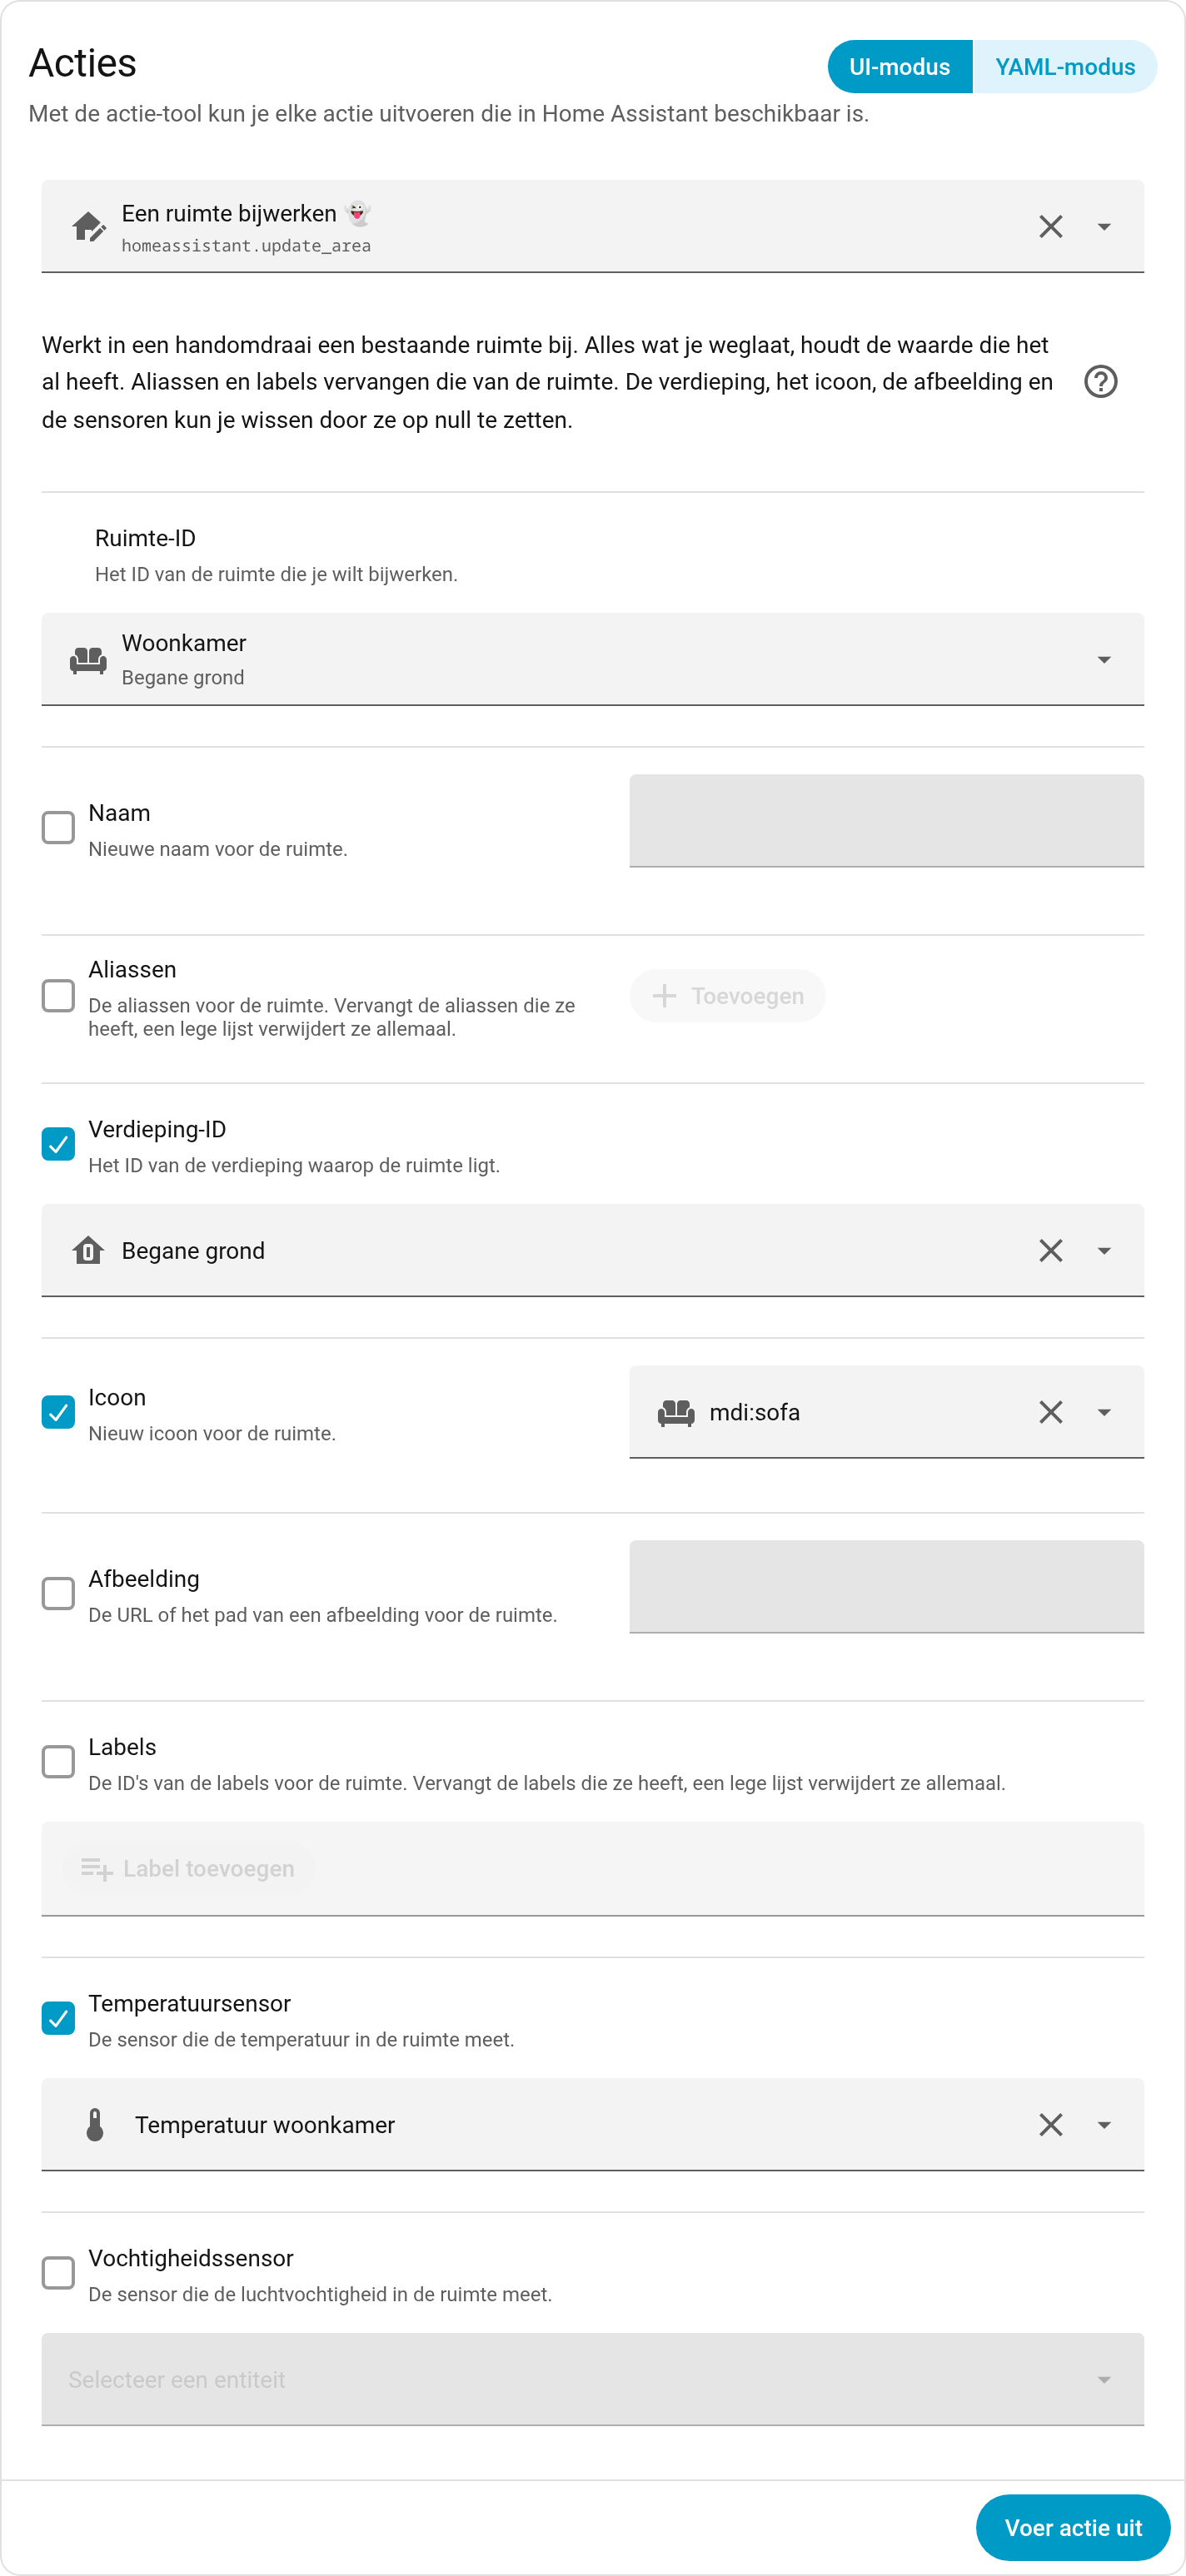 Acties
UI-modus
YAML-modus
Met de actie-tool kun je elke actie uitvoeren die in Home Assistant beschikbaar is.
Een ruimte bijwerken 👻
homeassistant.update_area
Werkt in een handomdraai een bestaande ruimte bij. Alles wat je weglaat, houdt de waarde die het
al heeft. Aliassen en labels vervangen die van de ruimte. De verdieping, het icoon, de afbeelding en
de sensoren kun je wissen door ze op null te zetten.
Ruimte-ID
Het ID van de ruimte die je wilt bijwerken.
Woonkamer
Begane grond
Naam
Nieuwe naam voor de ruimte.
Aliassen
De aliassen voor de ruimte. Vervangt de aliassen die ze
heeft, een lege lijst verwijdert ze allemaal.
Toevoegen
Verdieping-ID
Het ID van de verdieping waarop de ruimte ligt.
Begane grond
Icoon
Nieuw icoon voor de ruimte.
mdi:sofa
Afbeelding
De URL of het pad van een afbeelding voor de ruimte.
Labels
De ID's van de labels voor de ruimte. Vervangt de labels die ze heeft, een lege lijst verwijdert ze allemaal.
Label toevoegen
Temperatuursensor
De sensor die de temperatuur in de ruimte meet.
Temperatuur woonkamer
Vochtigheidssensor
De sensor die de luchtvochtigheid in de ruimte meet.
Selecteer een entiteit
Voer actie uit